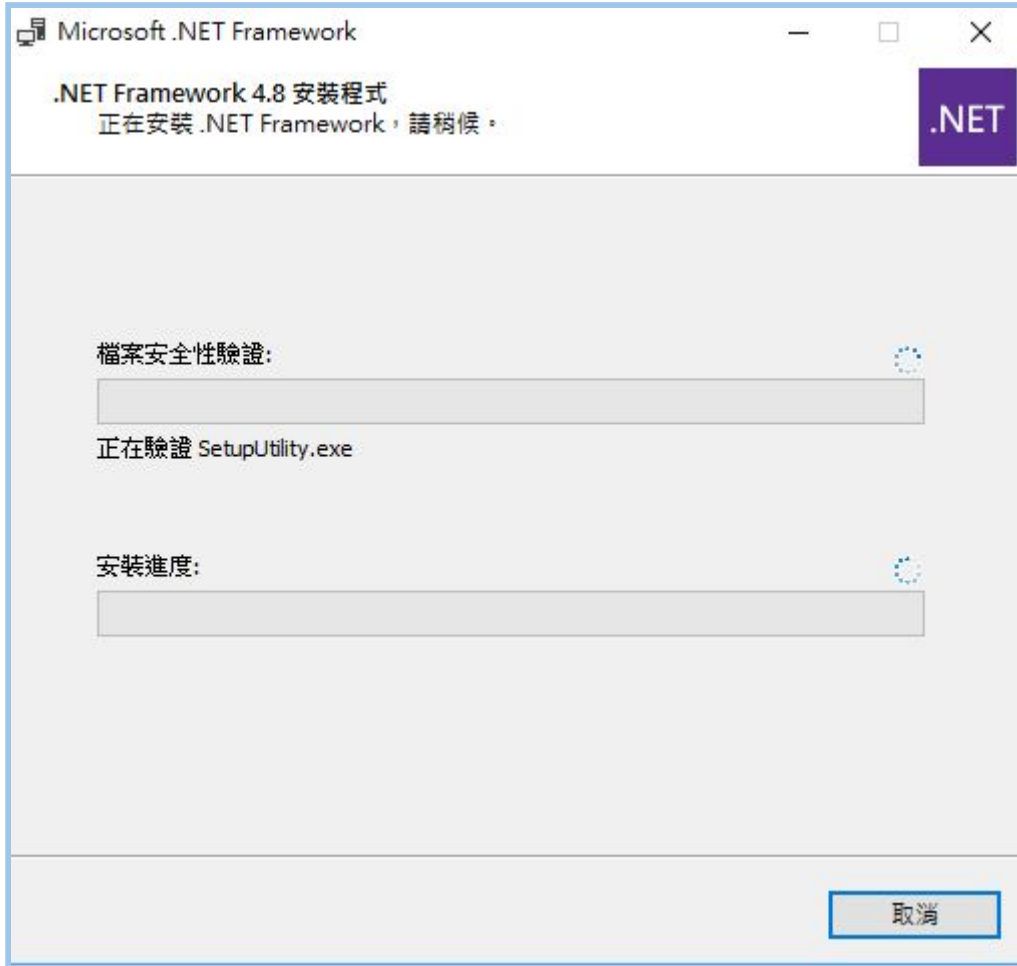 Microsoft .NET Framework
.NET Framework 4.8 安裝程式
正在安裝 .NET Framework，請稍候。
.NET
檔案安全性驗證:
正在驗證 SetupUtility.exe
安裝進度:
取消